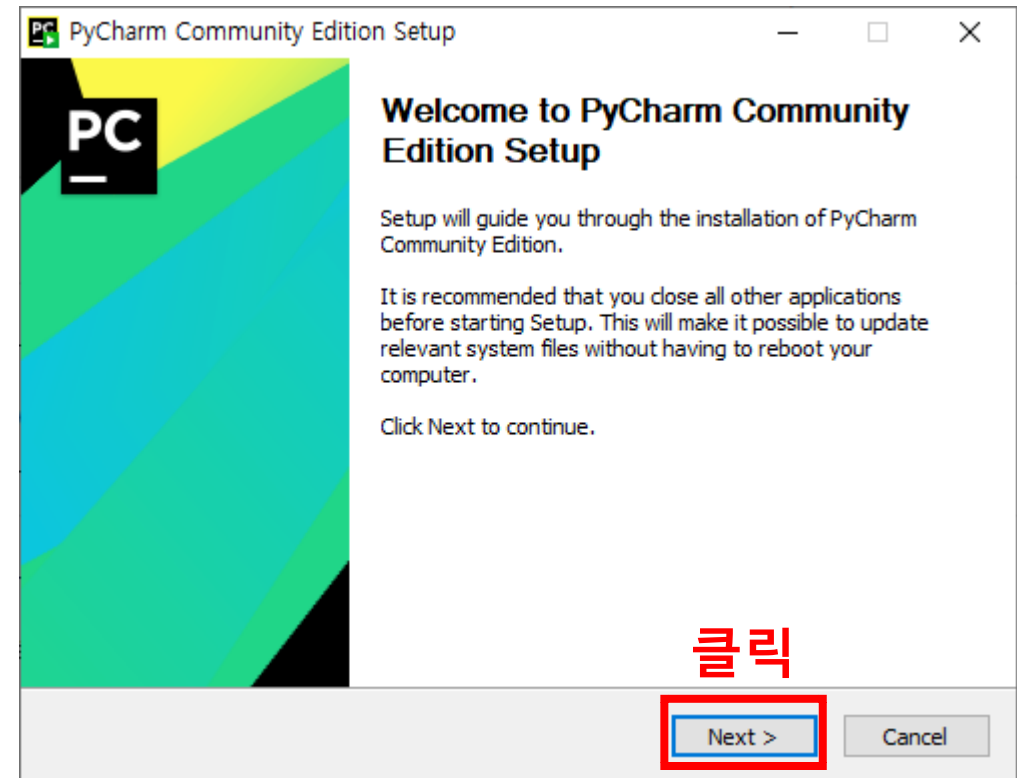 PyCharm Community Edition Setup
PC
Welcome to PyCharm Community
Edition Setup
Setup will guide you through the installation of PyCharm
Community Edition.
It is recommended that you close all other applications
before starting Setup. This will make it possible to update
relevant system files without having to reboot your
computer.
Click Next to continue.
클릭
Next >
Cancel